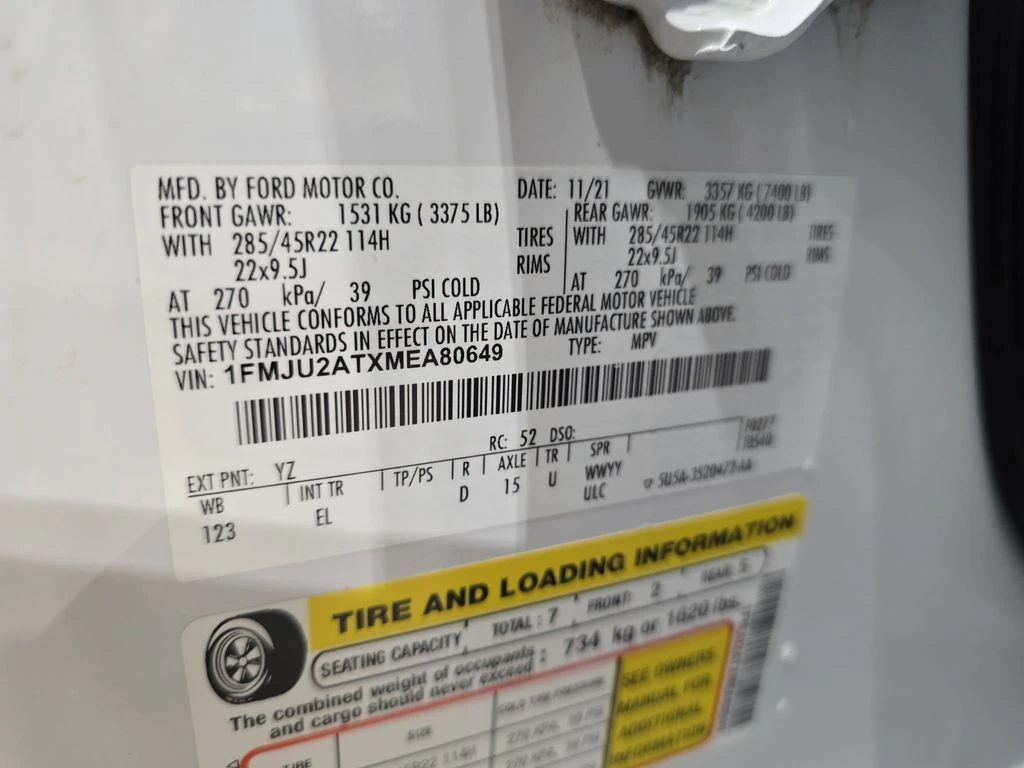 MFD. BY FORD MOTOR CO. DATE: 11/21 GVWR: 3357 KG ( 7400 LB)
FRONT GAWR: 1531 KG ( 3375 LB) REAR GAWR: 1905 KG ( 4200 LB)
WITH 285/45R22 114H TIRES WITH 285/45R22 114H TIRES
22x9.5J RIMS 22x9.5J RIMS
AT 270 kPa/ 39 PSI COLD AT 270 kPa/ 39 PSI COLD
THIS VEHICLE CONFORMS TO ALL APPLICABLE FEDERAL MOTOR VEHICLE
SAFETY STANDARDS IN EFFECT ON THE DATE OF MANUFACTURE SHOWN ABOVE.
VIN: 1FMJU2ATXMEA80649 TYPE: MPV
EXT PNT: YZ RC: 52 DSO:
WB INT TR TP/PS R AXLE TR SPR
123 EL D 15 U WWYY
ULC
TIRE AND LOADING INFORMATION
SEATING CAPACITY TOTAL : 7 FRONT: 2 REAR: 5
The combined weight of occupants and cargo should never exceed : 734 kg or 1620 lbs.
TIRE SIZE COLD TIRE PRESSURE
SEE OWNERS
MANUAL FOR
ADDITIONAL
INFORMATION